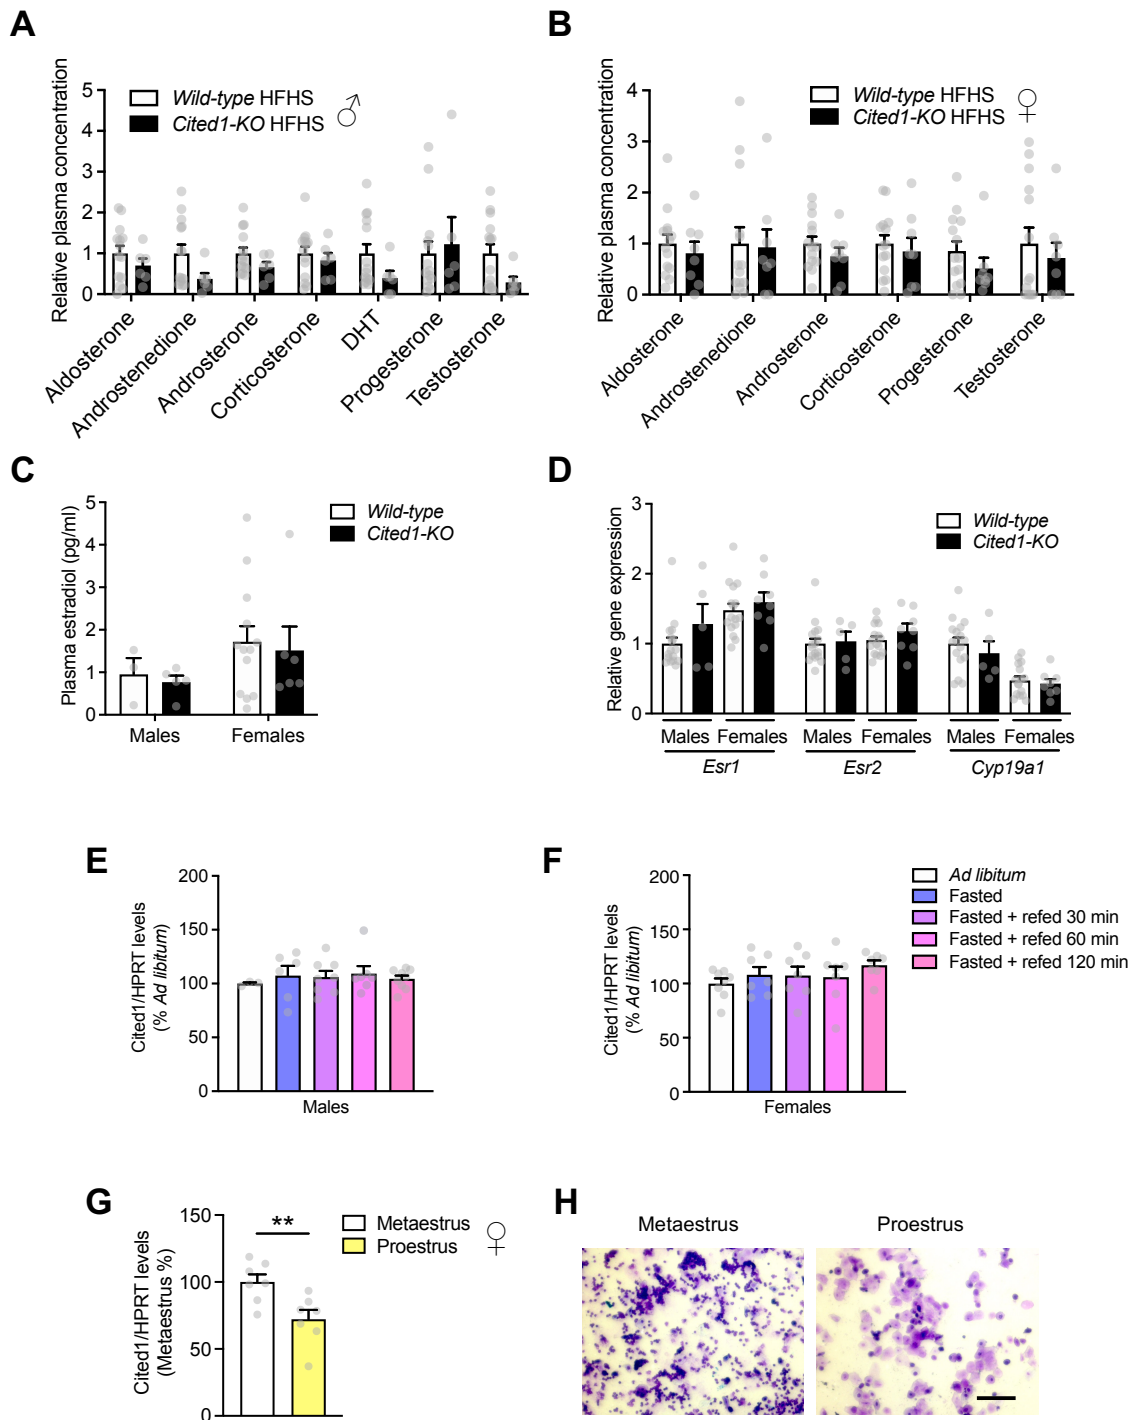 A
Relative plasma concentration
5
4
3
2
1
0
Wild-type HFHS
Cited1-KO HFHS
♂
Aldosterone
Androstenedione
Androsterone
Corticosterone
DHT
Progesterone
Testosterone
B
Relative plasma concentration
4
3
2
1
0
Wild-type HFHS
Cited1-KO HFHS
♀
Aldosterone
Androstenedione
Androsterone
Corticosterone
Progesterone
Testosterone
C
Plasma estradiol (pg/ml)
5
4
3
2
1
0
Wild-type
Cited1-KO
Males Females
D
Relative gene expression
3
2
1
0
Wild-type
Cited1-KO
Males Females Males Females Males Females
Esr1 Esr2 Cyp19a1
E
Cited1/HPRT levels
(% Ad libitum)
200
150
100
50
0
Males
F
Cited1/HPRT levels
(% Ad libitum)
200
150
100
50
0
Females
Ad libitum
Fasted
Fasted + refed 30 min
Fasted + refed 60 min
Fasted + refed 120 min
G
Cited1/HPRT levels
(Metaestrus %)
150
100
50
0
**
Metaestrus
Proestrus
♀
H
Metaestrus Proestrus